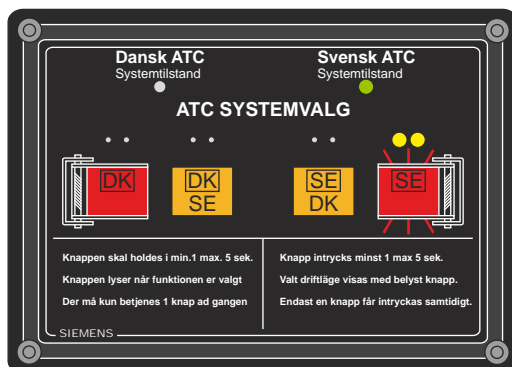 Dansk ATC
Systemtilstand
Svensk ATC
Systemtilstand
ATC SYSTEMVALG
DK
DK
SE
SE
DK
SE
Knappen skal holdes i min.1 max. 5 sek.
Knappen lyser når funktionen er valgt
Der må kun betjenes 1 knap ad gangen
Knapp intrycks minst 1 max 5 sek.
Valt driftläge visas med belyst knapp.
Endast en knapp får intryckas samtidigt.
SIEMENS